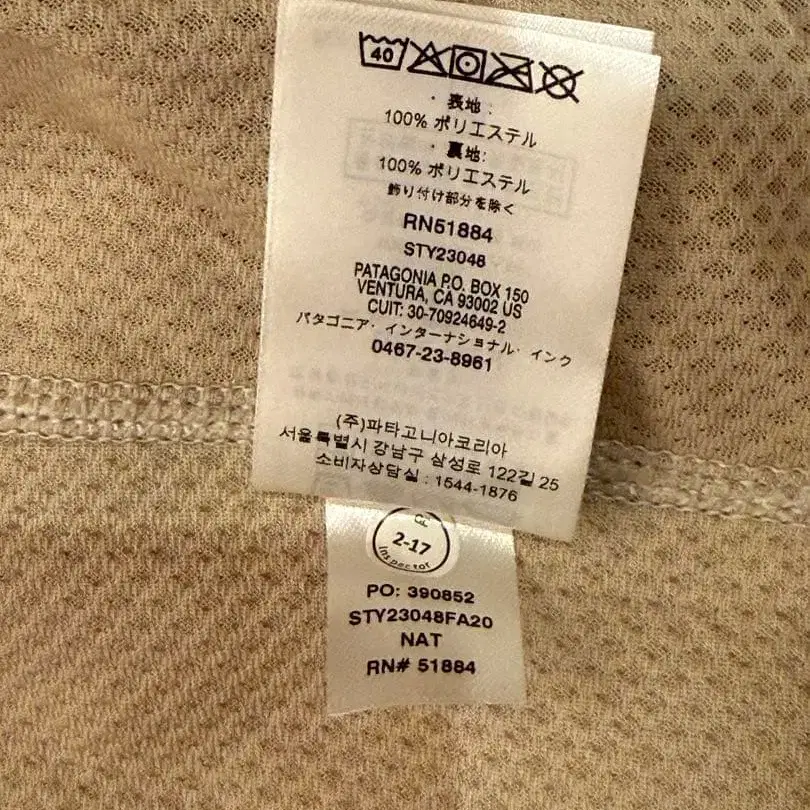 40
・表地:
100% ポリエステル
・裏地:
100% ポリエステル
飾り付け部分を除く
RN51884
STY23048
PATAGONIA P.O. BOX 150
VENTURA, CA 93002 US
CUIT: 30-70924649-2
パタゴニア・インターナショナル・インク
0467-23-8961
(주)파타고니아코리아
서울특별시 강남구 삼성로 122길 25
소비자상담실 : 1544-1876
2-17
Inspector
PO: 390852
STY23048FA20
NAT
RN# 51884